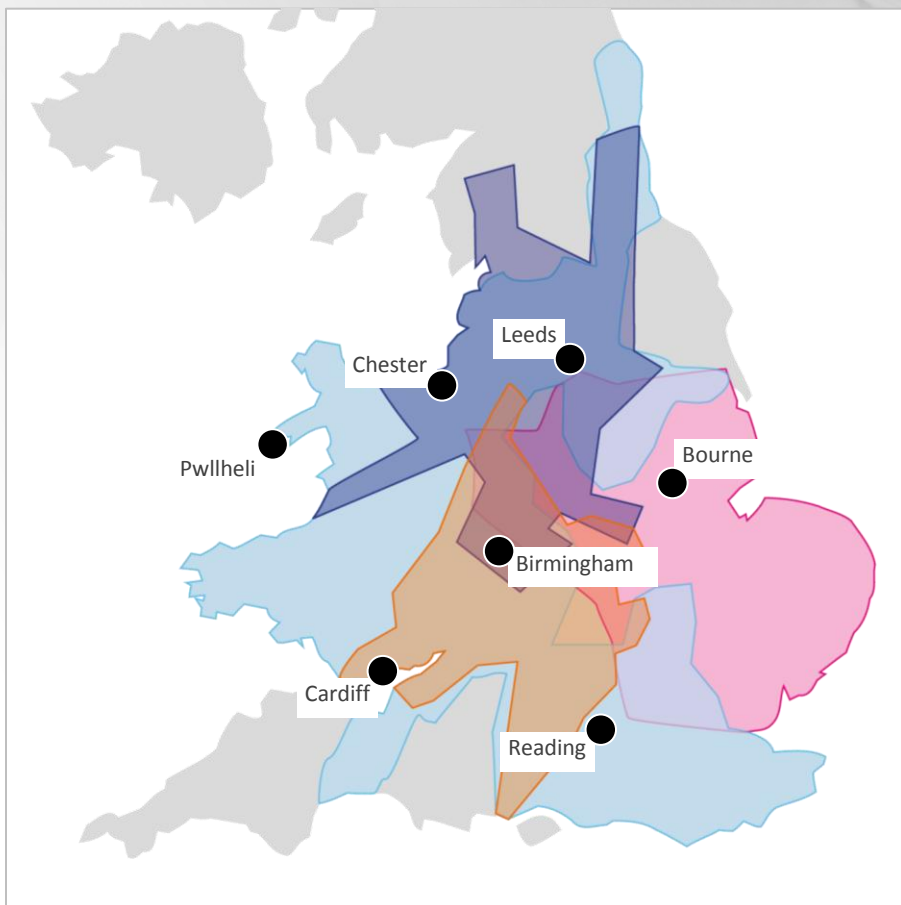 Leeds
Chester
Pwllheli
Bourne
Birmingham
Cardiff
Reading